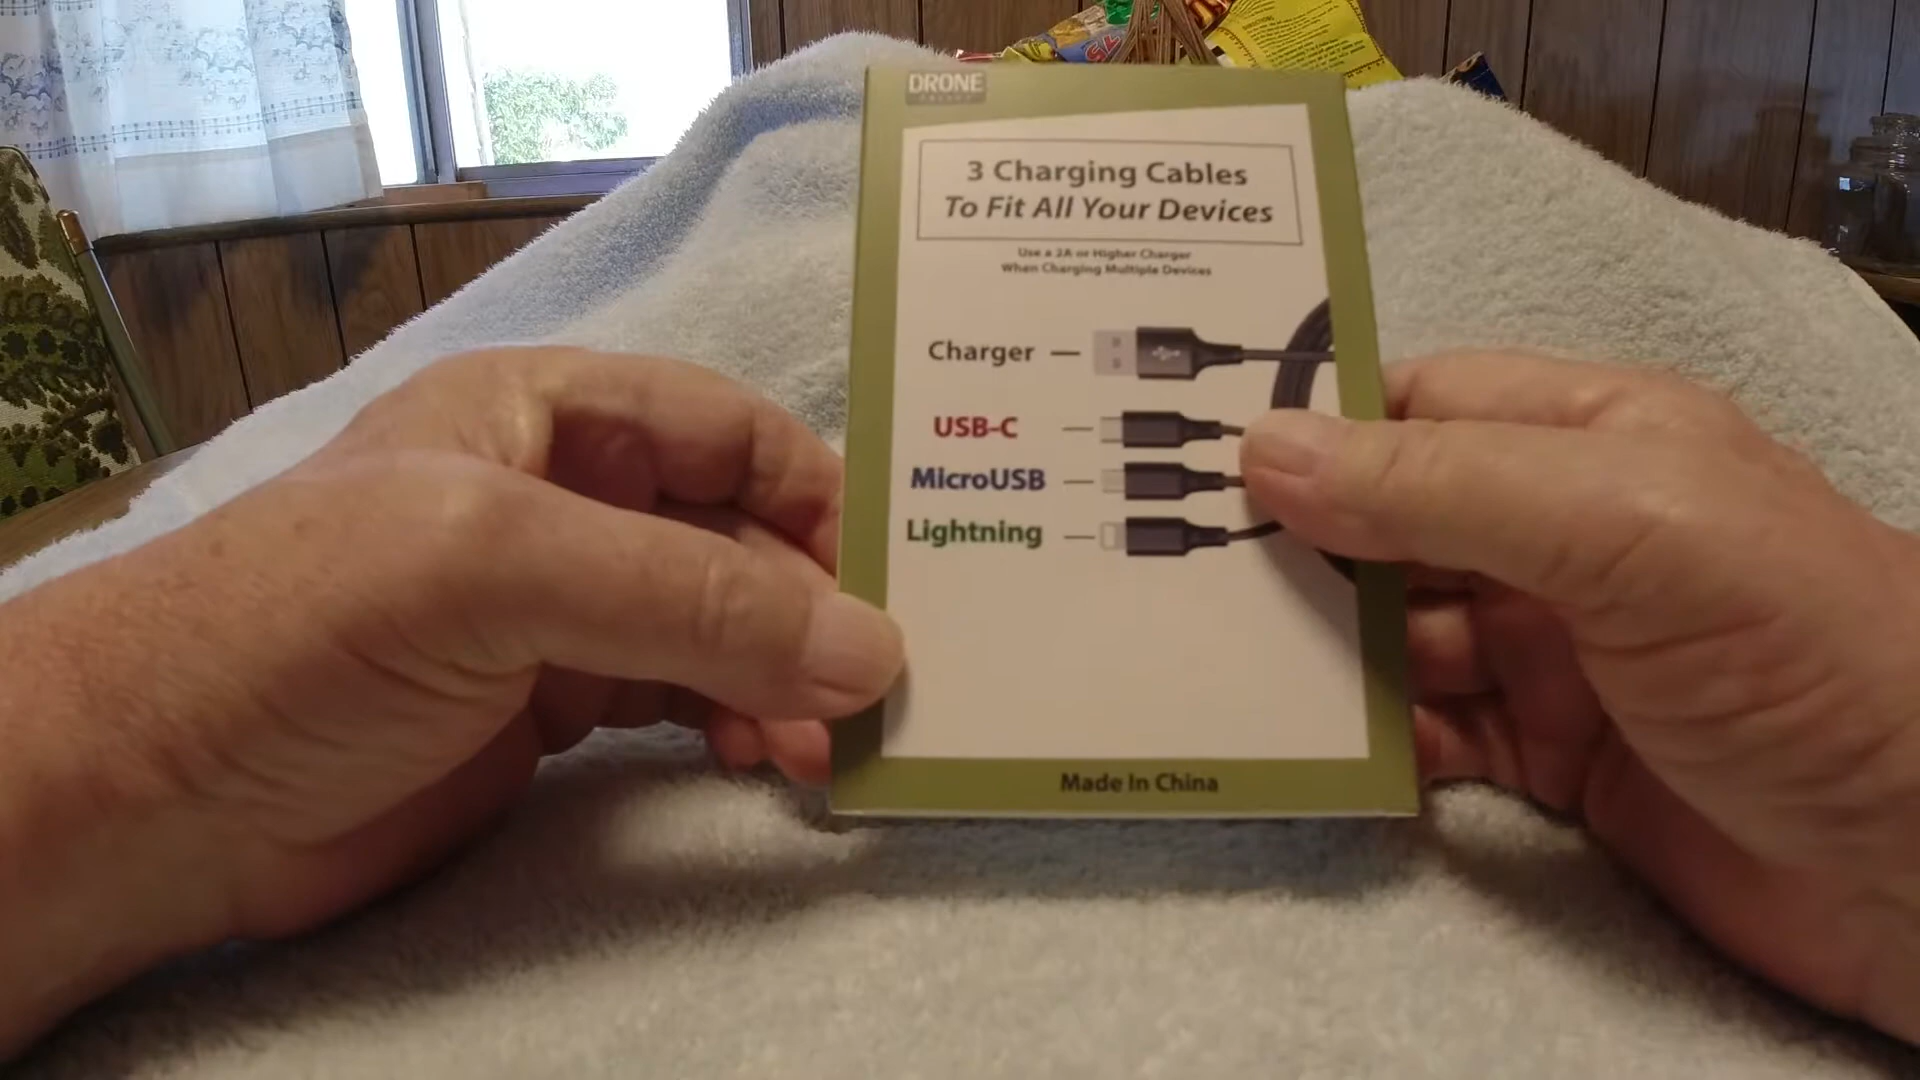 DRONE
3 Charging Cables
To Fit All Your Devices
Use a 2A or Higher Charger
When Charging Multiple Devices
Charger
USB-C
MicroUSB
Lightning
Made In China